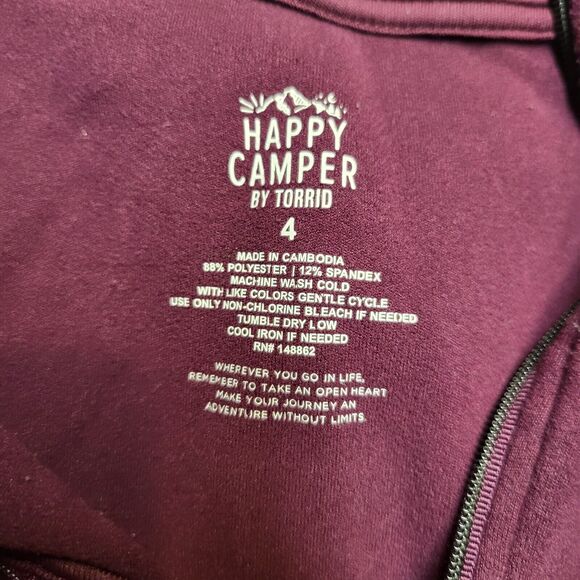 HAPPY
CAMPER
BY TORRID
4
MADE IN CAMBODIA
88% POLYESTER | 12% SPANDEX
MACHINE WASH COLD
WITH LIKE COLORS GENTLE CYCLE
USE ONLY NON-CHLORINE BLEACH IF NEEDED
TUMBLE DRY LOW
COOL IRON IF NEEDED
RN# 148862
WHEREVER YOU GO IN LIFE,
REMEMBER TO TAKE AN OPEN HEART
MAKE YOUR JOURNEY AN
ADVENTURE WITHOUT LIMITS.